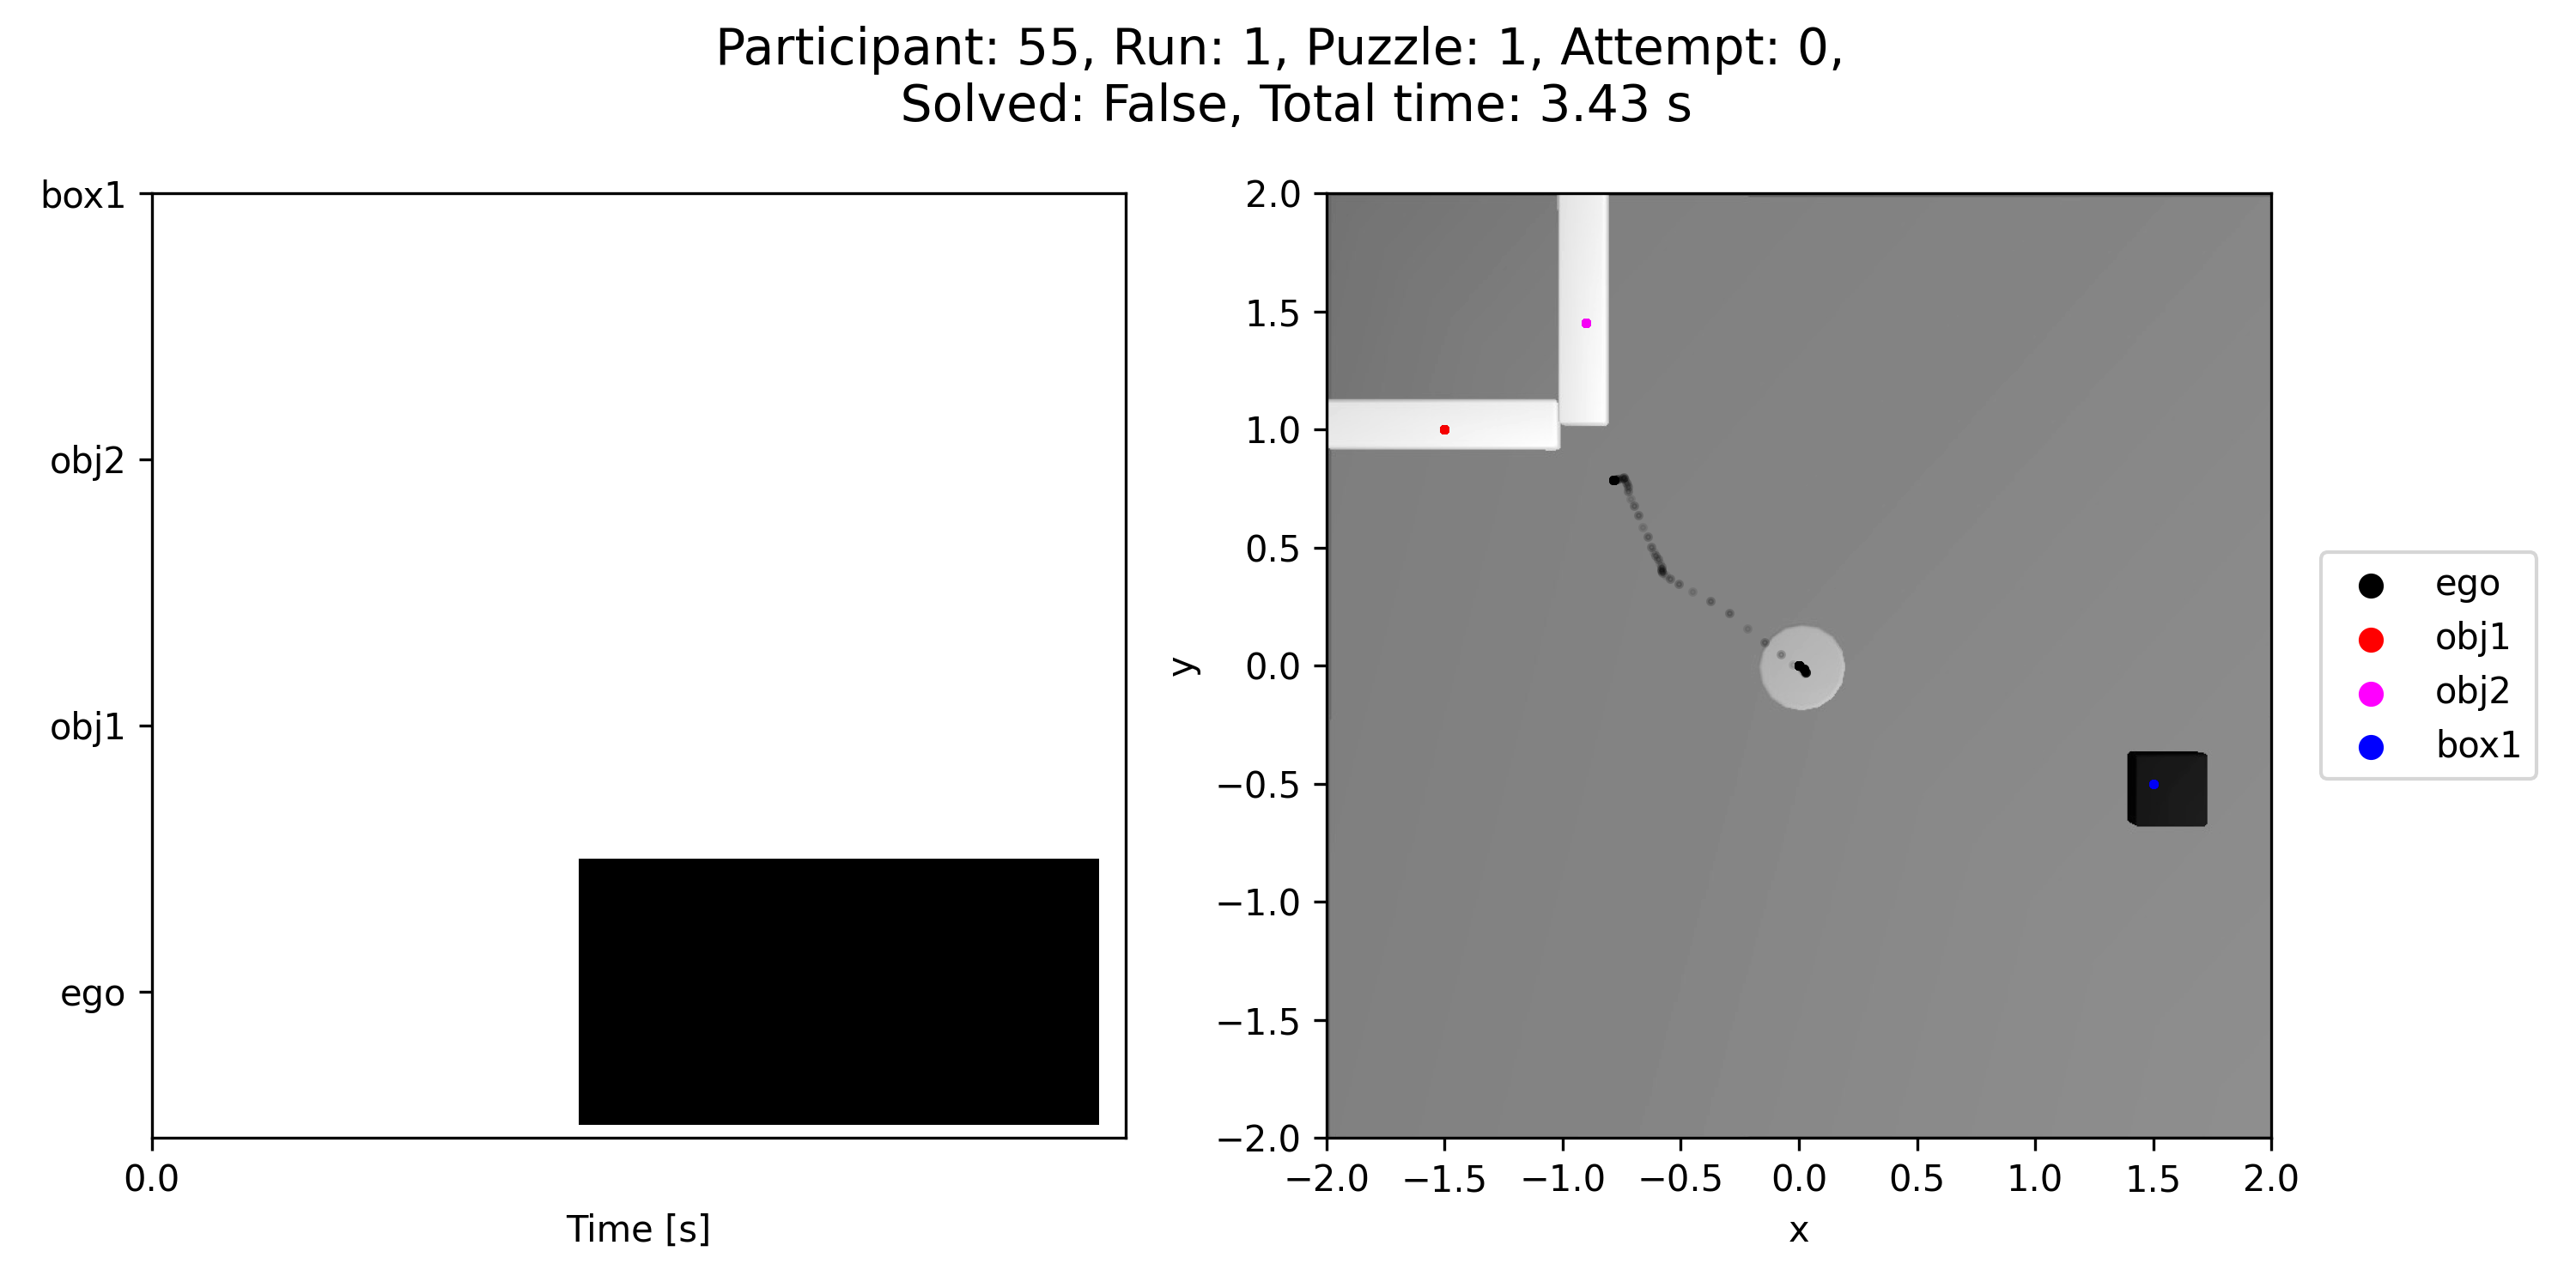 Participant: 55, Run: 1, Puzzle: 1, Attempt: 0,
Solved: False, Total time: 3.43 s
box1
obj2
obj1
ego
0.0
Time [s]
2.0
1.5
1.0
0.5
0.0
−0.5
−1.0
−1.5
−2.0
y
−2.0 −1.5 −1.0 −0.5 0.0 0.5 1.0 1.5 2.0
x
ego
obj1
obj2
box1